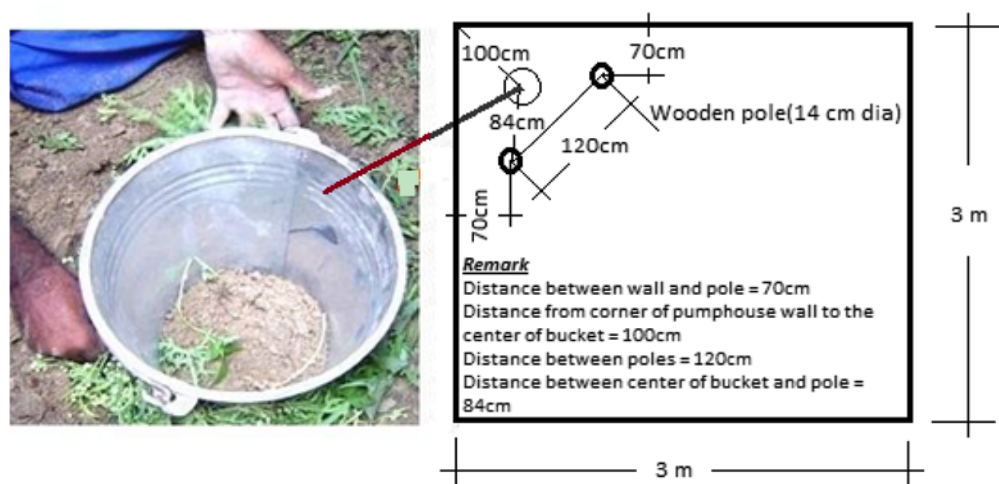 100cm
70cm
84cm
Wooden pole(14 cm dia)
120cm
70cm
3 m
Remark
Distance between wall and pole = 70cm
Distance from corner of pumphouse wall to the
center of bucket = 100cm
Distance between poles = 120cm
Distance between center of bucket and pole =
84cm
3 m